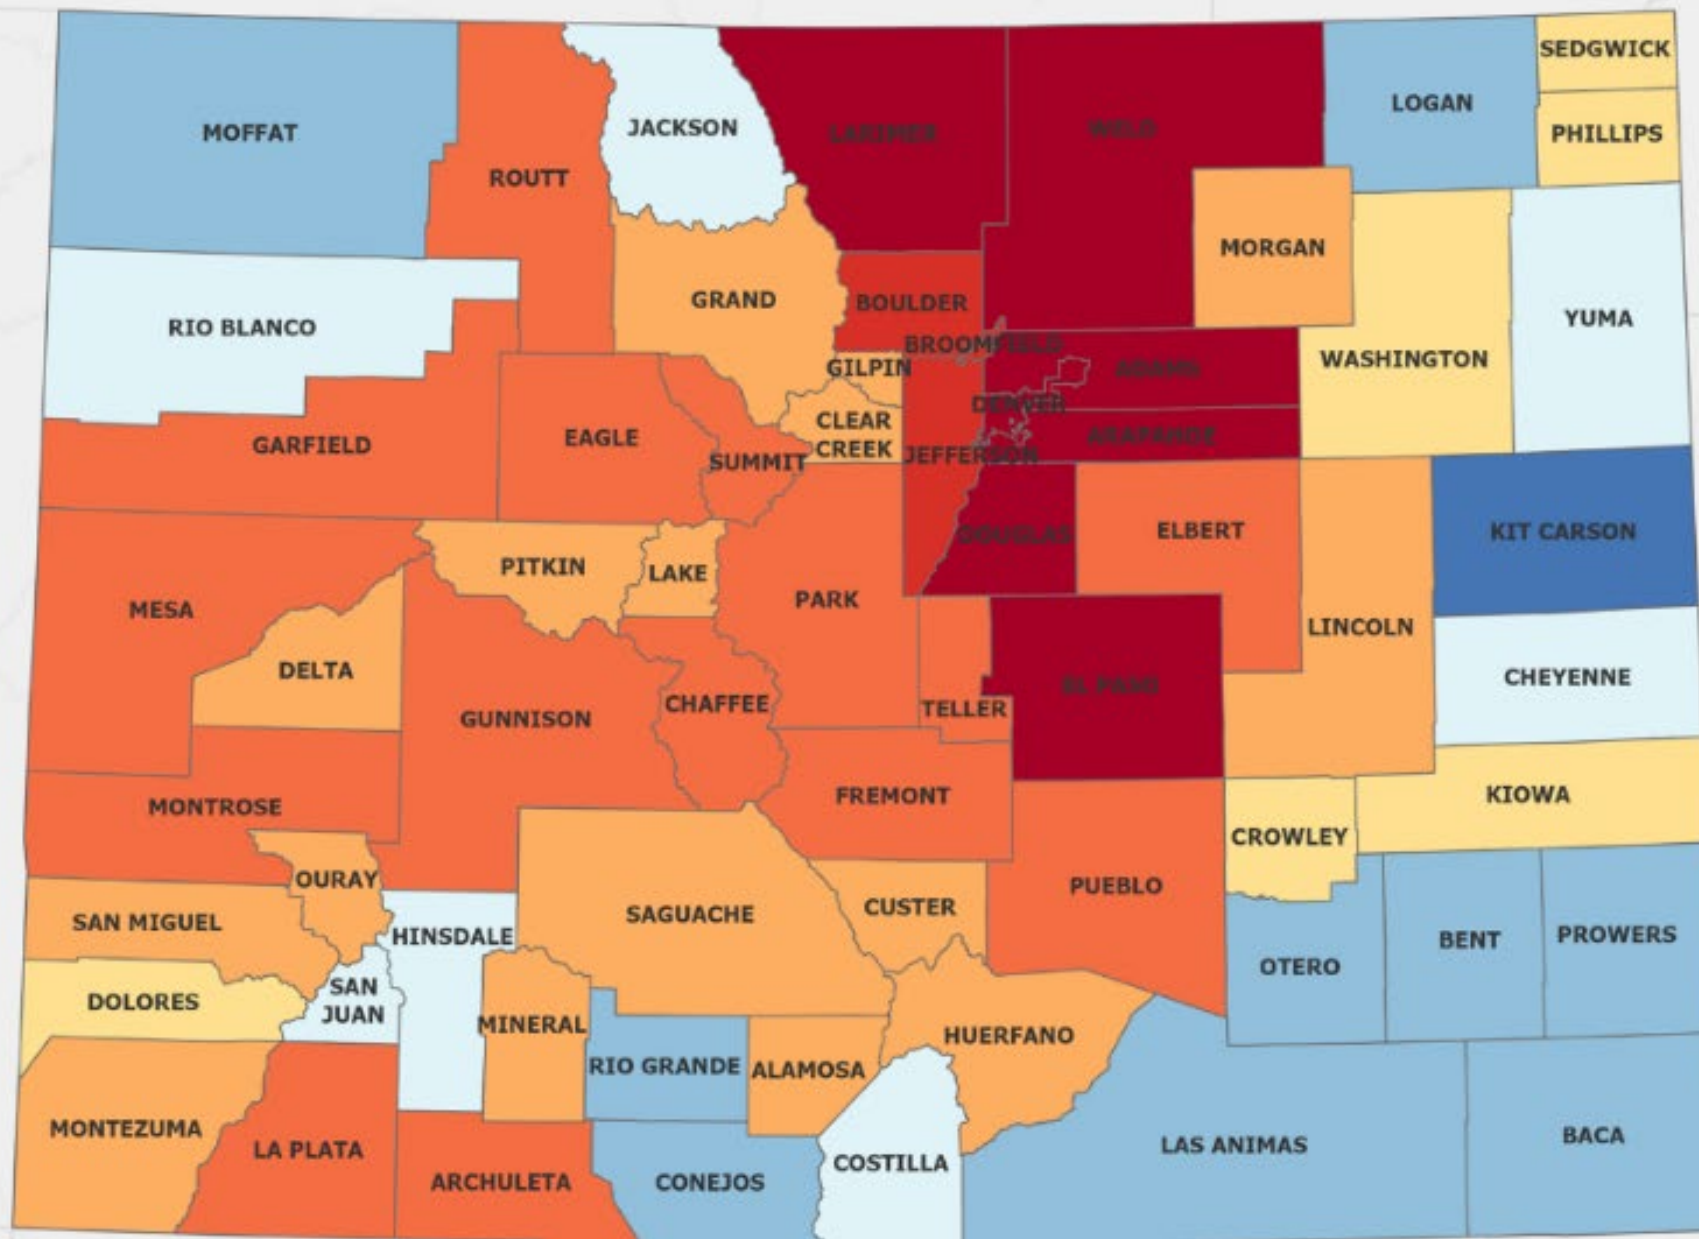 SEDGWICK
MOFFAT
JACKSON
LARIMER
WELD
LOGAN
PHILLIPS
ROUTT
MORGAN
GRAND
BOULDER
RIO BLANCO
YUMA
BROOMFIELD
WASHINGTON
GILPIN
ADAMS
DENVER
CLEAR
CREEK
GARFIELD
EAGLE
ARAPAHOE
SUMMIT
JEFFERSON
DOUGLAS
ELBERT
KIT CARSON
PITKIN
LAKE
MESA
PARK
LINCOLN
DELTA
CHEYENNE
GUNNISON
CHAFFEE
TELLER
EL PASO
MONTROSE
FREMONT
KIOWA
CROWLEY
OURAY
PUEBLO
SAN MIGUEL
SAGUACHE
CUSTER
HINSDALE
BENT
PROWERS
OTERO
DOLORES
SAN
JUAN
MINERAL
HUERFANO
RIO GRANDE
ALAMOSA
MONTEZUMA
LA PLATA
ARCHULETA
CONEJOS
COSTILLA
LAS ANIMAS
BACA